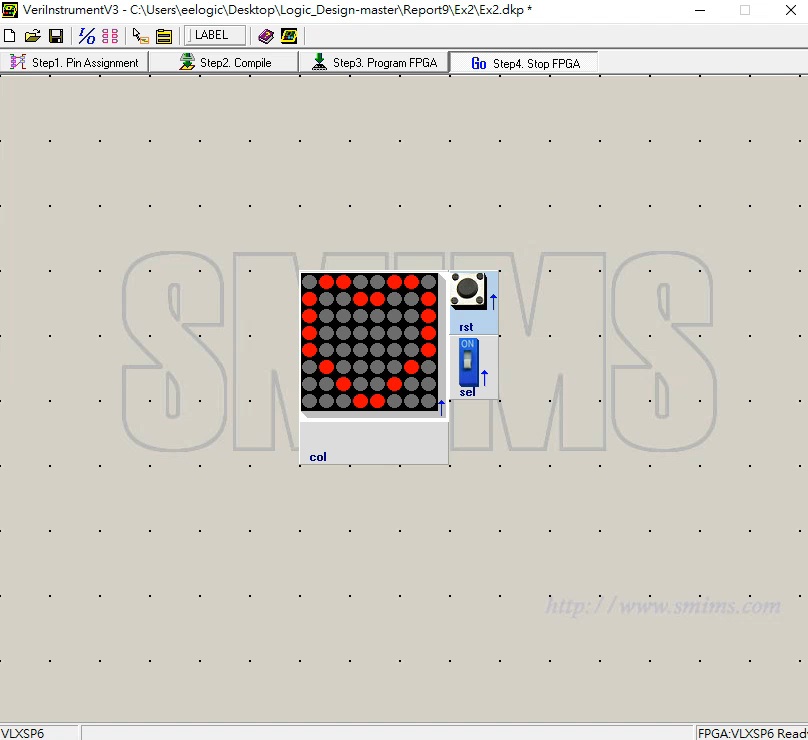 VeriInstrumentV3 - C:\Users\eelogic\Desktop\Logic_Design-master\Report9\Ex2\Ex2.dkp *
I/O LABEL
Step1. Pin Assignment Step2. Compile Step3. Program FPGA Go Step4. Stop FPGA
SMIMS
rst
ON
sel
col
http://www.smims.com
VLXSP6 FPGA:VLXSP6 Read